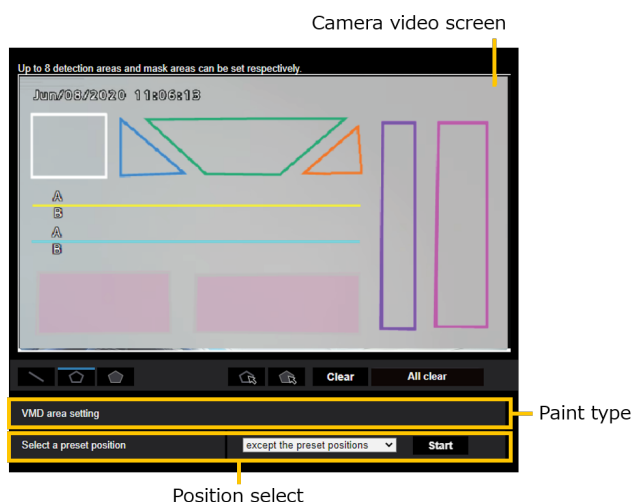 Camera video screen
Up to 8 detection areas and mask areas can be set respectively.
Jun/08/2020 11:06:13
A
B
A
B
Clear
All clear
VMD area setting
Paint type
Select a preset position
except the preset positions
Start
Position select